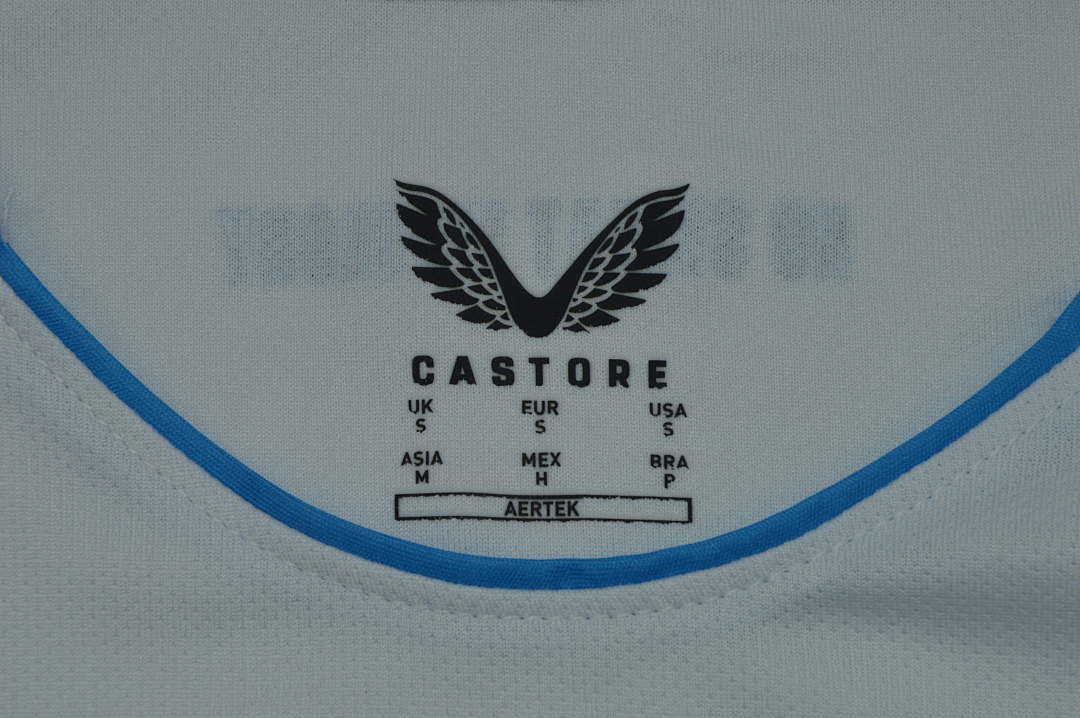 CASTORE
UK EUR USA
S S S
ASIA MEX BRA
M H P
AERTEK